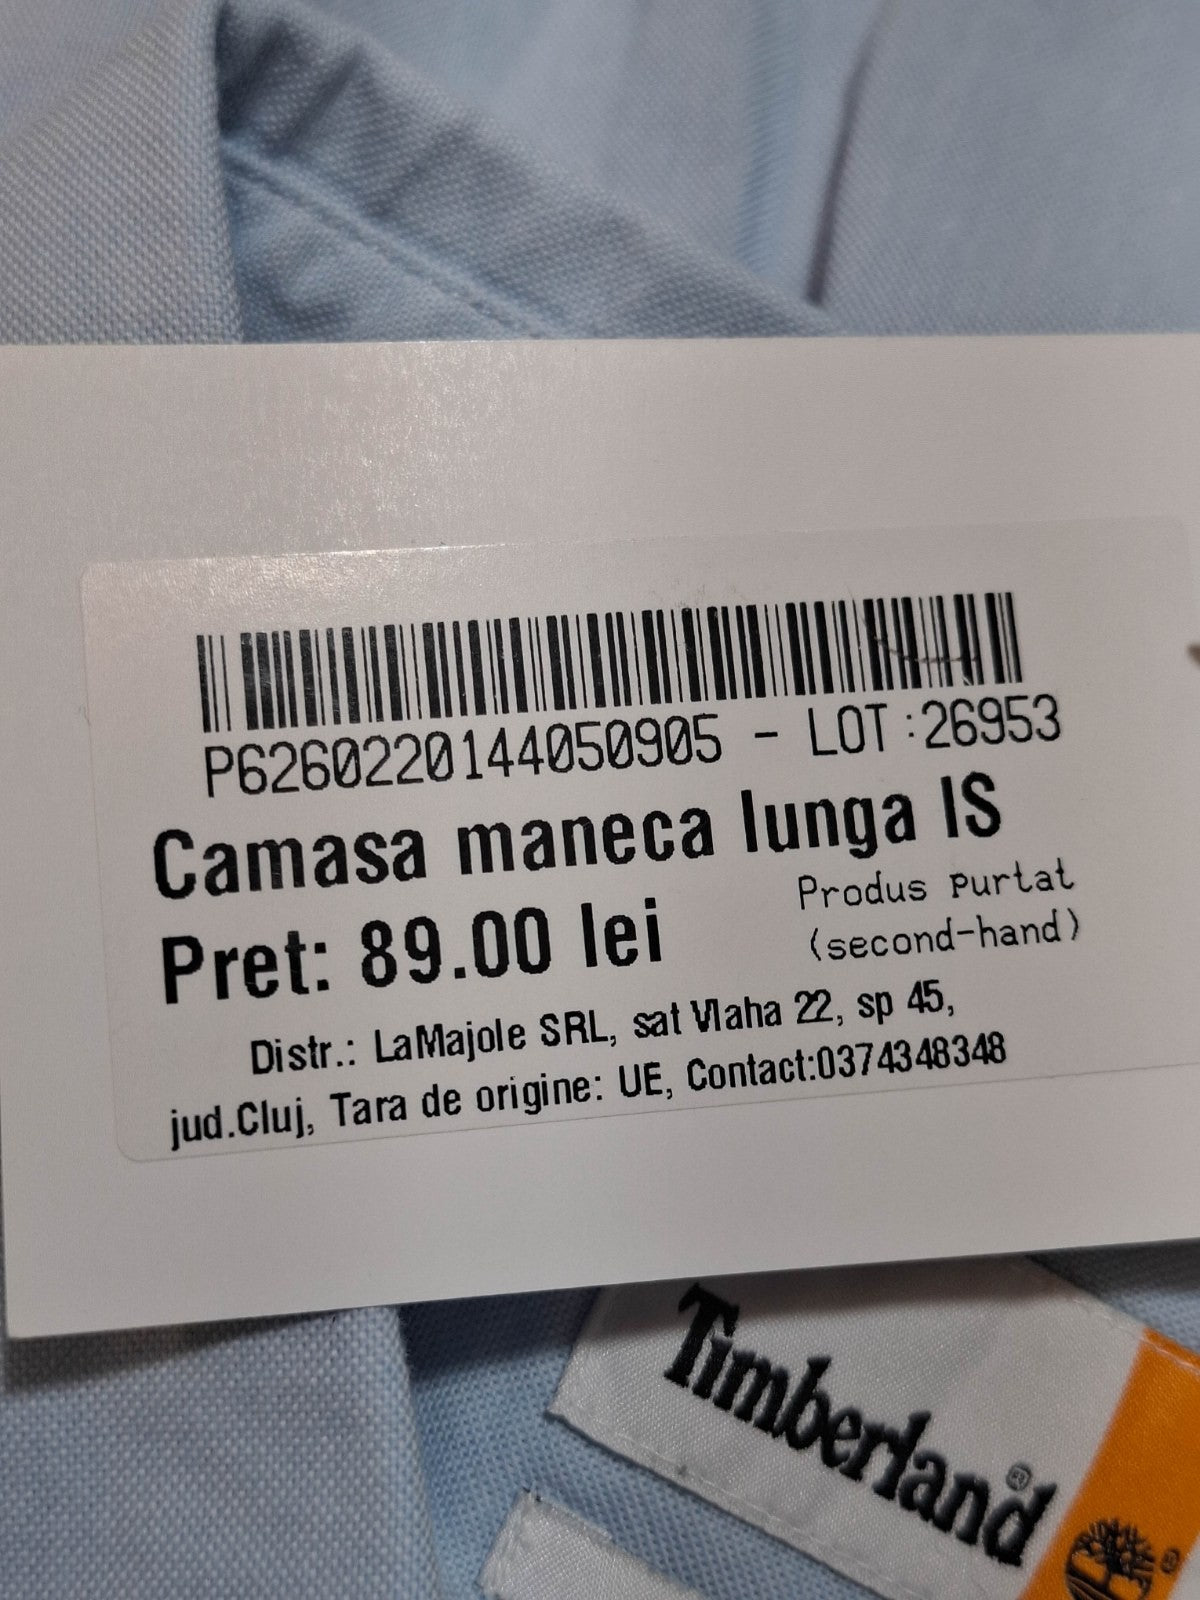 P6260220144050905 - LOT:26953
Camasa maneca lunga IS
Pret: 89.00 lei
Produs purtat
(second-hand)
Distr.: LaMajole SRL, sat Vlaha 22, sp 45,
jud.Cluj, Tara de origine: UE, Contact:0374348348
Timberland®
®